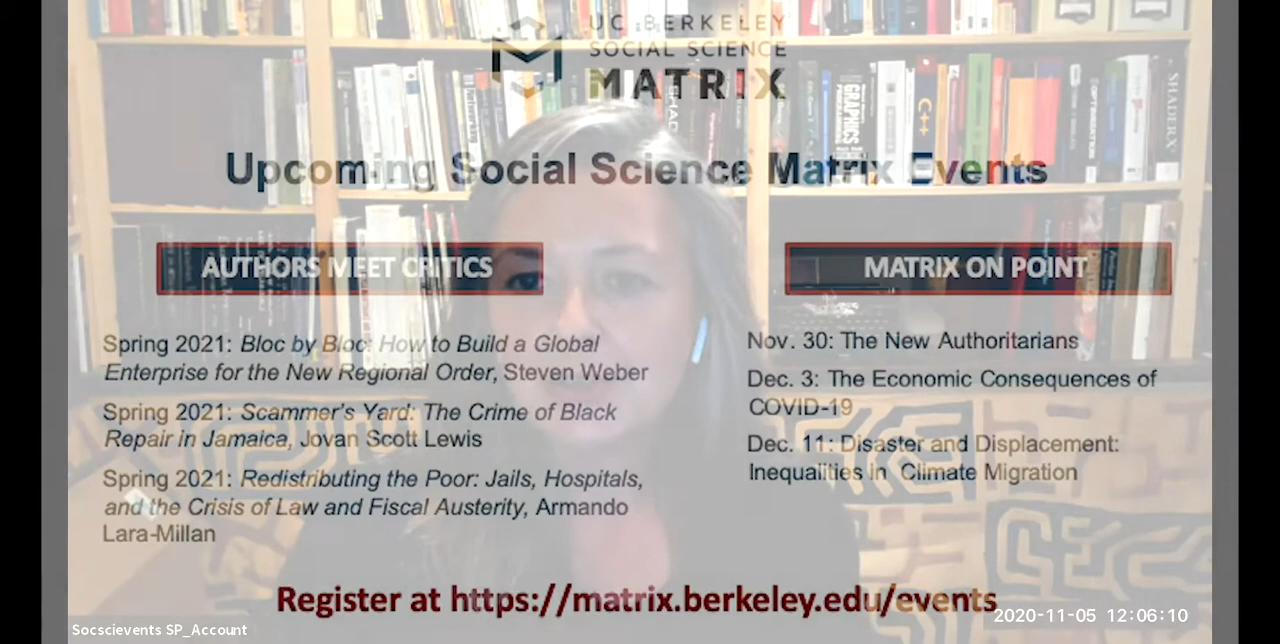 UC BERKELEY
SOCIAL SCIENCE
MATRIX
Upcoming Social Science Matrix Events
AUTHORS MEET CRITICS
Spring 2021: Bloc by Bloc: How to Build a Global
Enterprise for the New Regional Order, Steven Weber
Spring 2021: Scammer's Yard: The Crime of Black
Repair in Jamaica, Jovan Scott Lewis
Spring 2021: Redistributing the Poor: Jails, Hospitals,
and the Crisis of Law and Fiscal Austerity, Armando
Lara-Millan
MATRIX ON POINT
Nov. 30: The New Authoritarians
Dec. 3: The Economic Consequences of
COVID-19
Dec. 11: Disaster and Displacement:
Inequalities in Climate Migration
Register at https://matrix.berkeley.edu/events
2020-11-05 12:06:10
Socscievents SP_Account
GRAPHICS
C++
SHADERX